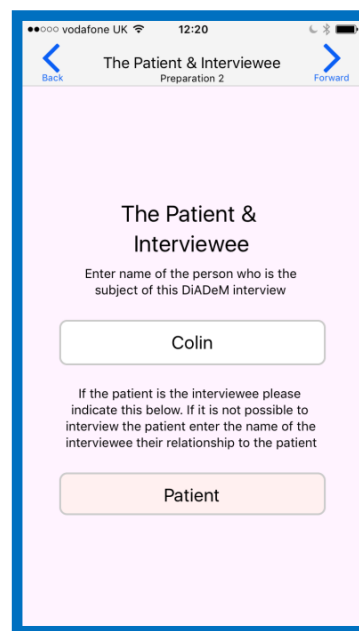 vodafone UK 12:20
The Patient & Interviewee
Preparation 2
Back
Forward
The Patient &
Interviewee
Enter name of the person who is the
subject of this DiADeM interview
Colin
If the patient is the interviewee please
indicate this below. If it is not possible to
interview the patient enter the name of the
interviewee their relationship to the patient
Patient